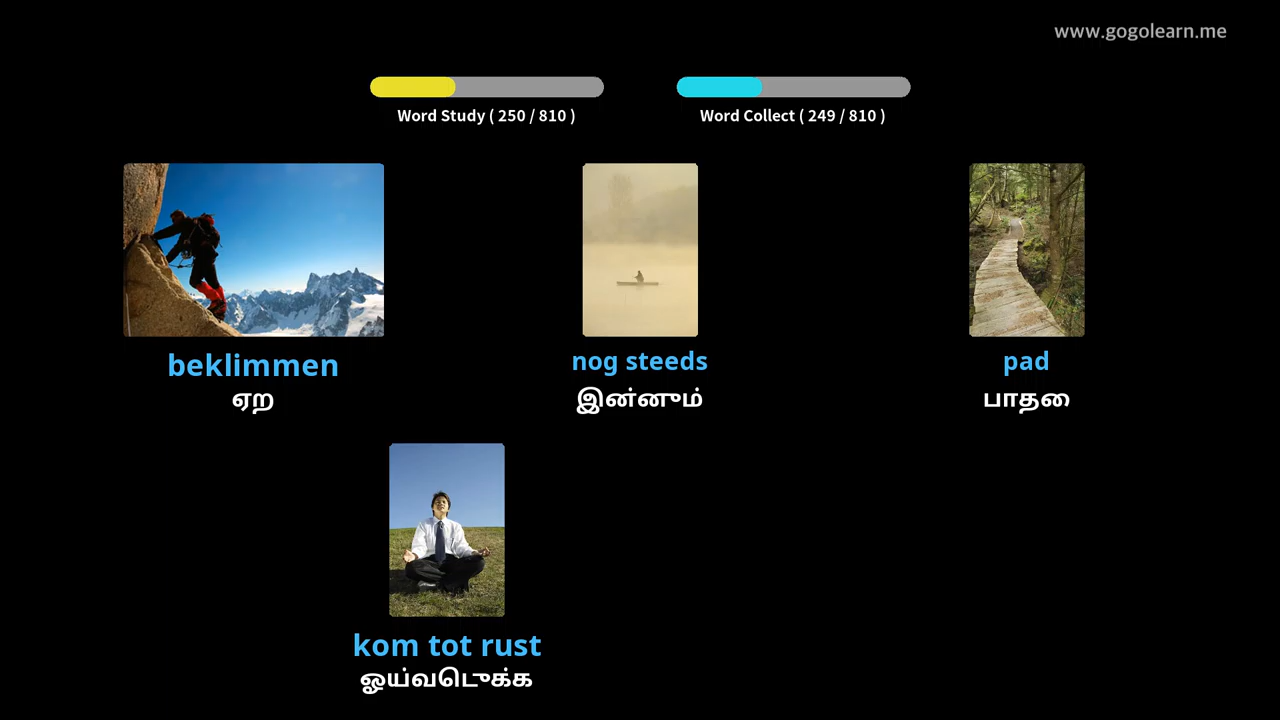 www.gogolearn.me
Word Study ( 250 / 810 )
Word Collect ( 249 / 810 )
beklimmen
ஏற
nog steeds
இன்னும்
pad
பாதை
kom tot rust
ஓய்வெடுக்க